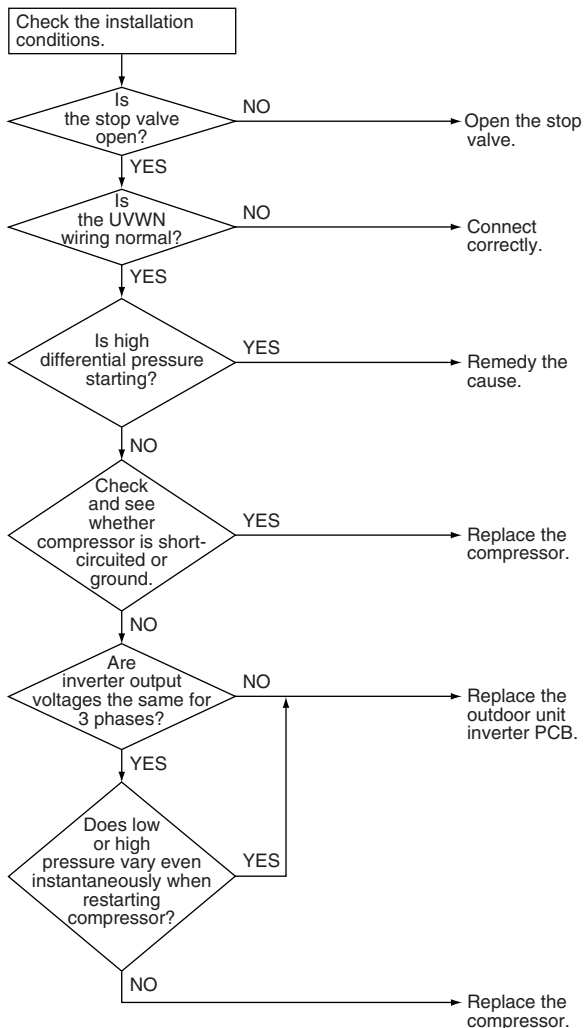 Check the installation
conditions.
Is
the stop valve
open?
NO
Open the stop
valve.
YES
Is
the UVWN
wiring normal?
NO
Connect
correctly.
YES
Is high
differential pressure
starting?
YES
Remedy the
cause.
NO
Check
and see
whether
compressor is short-
circuited or
ground.
YES
Replace the
compressor.
NO
Are
inverter output
voltages the same for
3 phases?
NO
Replace the
outdoor unit
inverter PCB.
YES
Does low
or high
pressure vary even
instantaneously when
restarting
compressor?
YES
NO
Replace the
compressor.